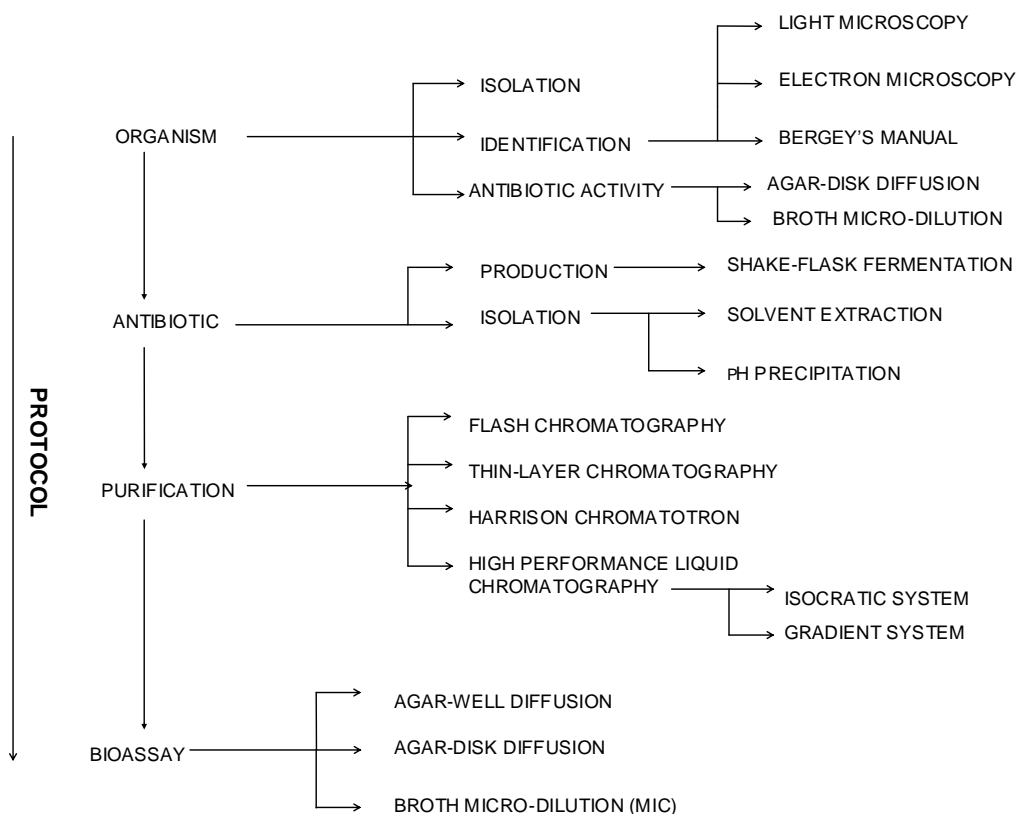 LIGHT MICROSCOPY
ISOLATION
ELECTRON MICROSCOPY
ORGANISM
IDENTIFICATION
BERGEY'S MANUAL
ANTIBIOTIC ACTIVITY
AGAR-DISK DIFFUSION
BROTH MICRO-DILUTION
PRODUCTION
SHAKE-FLASK FERMENTATION
ANTIBIOTIC
ISOLATION
SOLVENT EXTRACTION
pH PRECIPITATION
PROTOCOL
FLASH CHROMATOGRAPHY
THIN-LAYER CHROMATOGRAPHY
PURIFICATION
HARRISON CHROMATOTRON
HIGH PERFORMANCE LIQUID
CHROMATOGRAPHY
ISOCRATIC SYSTEM
GRADIENT SYSTEM
AGAR-WELL DIFFUSION
BIOASSAY
AGAR-DISK DIFFUSION
BROTH MICRO-DILUTION (MIC)